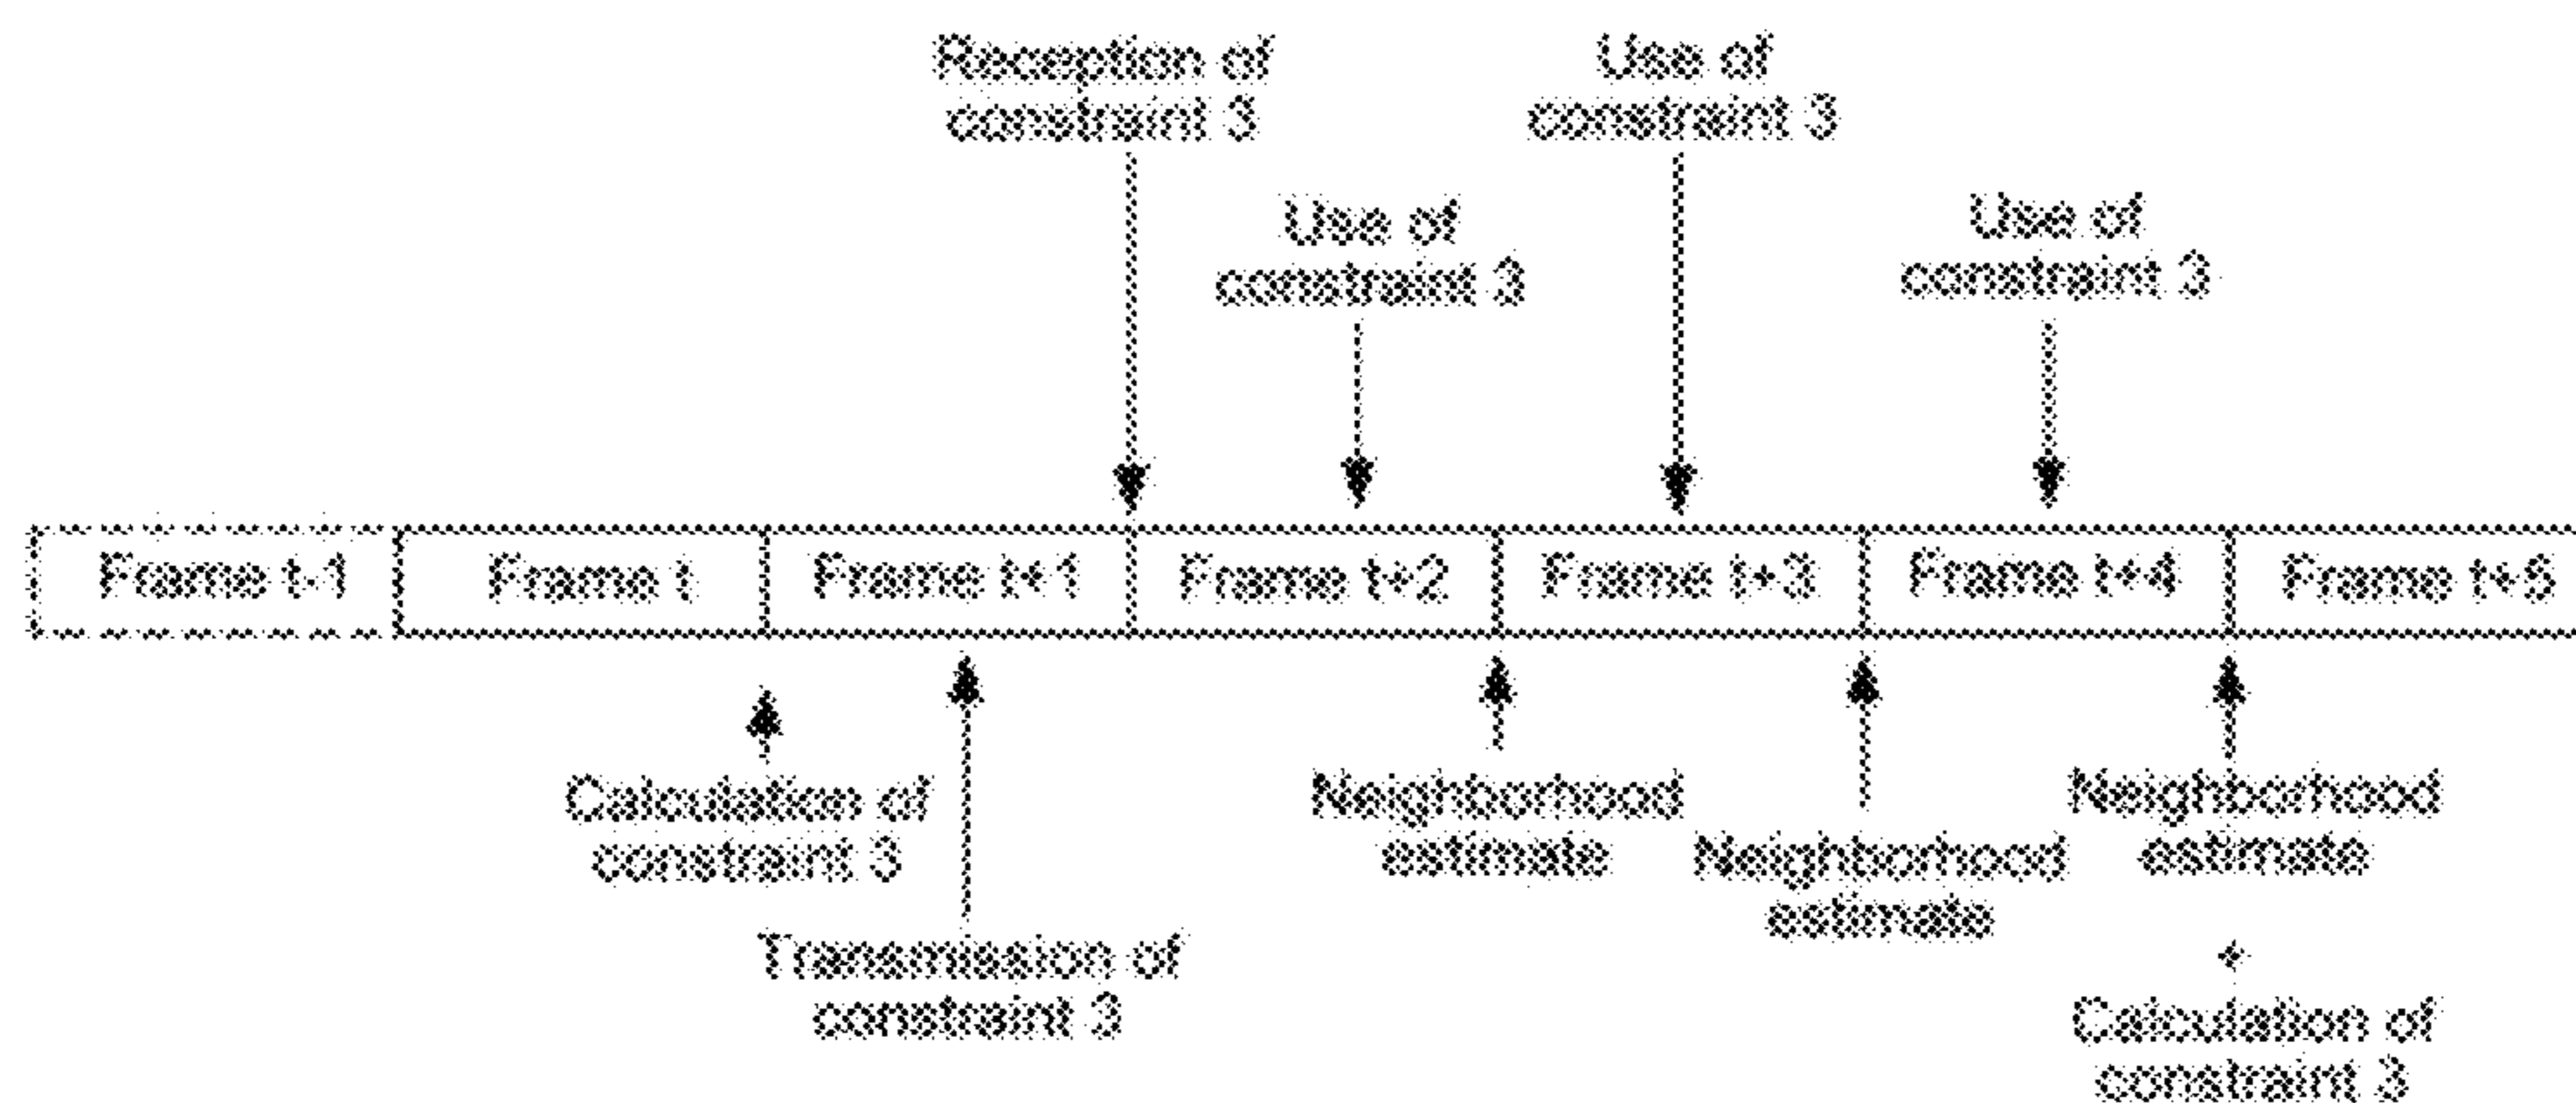 Reception of
constraint 3
Use of
constraint 3
Use of
constraint 3
Use of
constraint 3
Frame t-1
Frame t
Frame t+1
Frame t+2
Frame t+3
Frame t+4
Frame t+5
Calculation of
constraint 3
Transmission of
constraint 3
Neighborhood
estimate
Neighborhood
estimate
Neighborhood
estimate
+
Calculation of
constraint 3